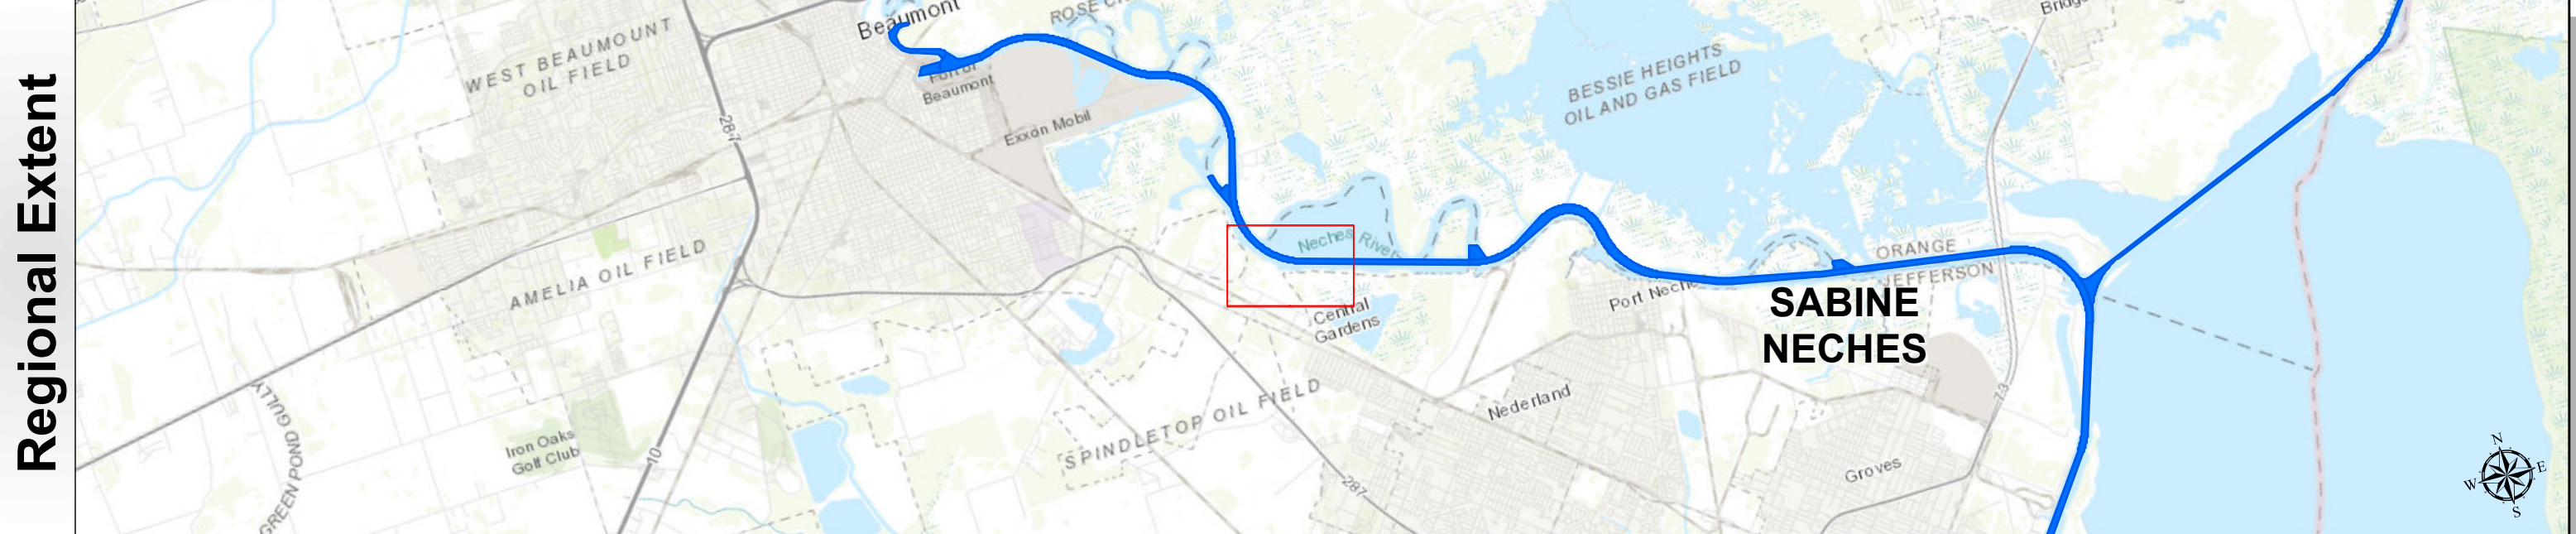 Regional Extent
Beaumont
ROSE C
Bridge
WEST BEAUMOUNT
OIL FIELD
BESSIE HEIGHTS
OIL AND GAS FIELD
Port of
Beaumont
287
Exxon Mobil
Neches River
ORANGE
JEFFERSON
AMELIA OIL FIELD
Port Neche
SABINE
NECHES
Central
Gardens
73
SPINDLETOP OIL FIELD
Nederland
GREEN POND GULLY
Iron Oaks
Golf Club
10
287
Groves
N
W
E
S